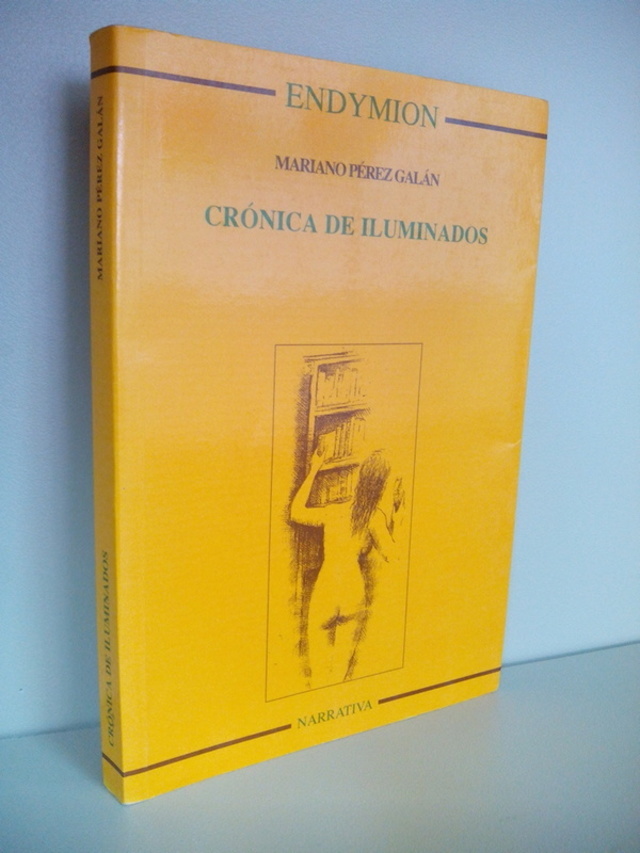 ENDYMION
MARIANO PÉREZ GALÁN
CRÓNICA DE ILUMINADOS
NARRATIVA
MARIANO PÉREZ GALÁN
CRÓNICA DE ILUMINADOS